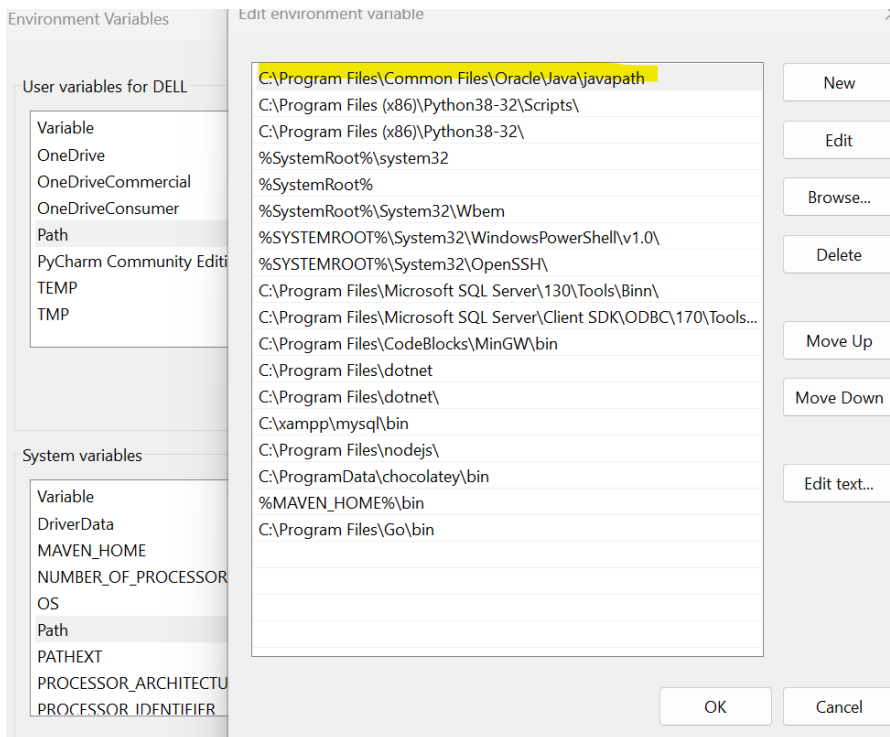 Environment Variables
Edit environment variable
User variables for DELL
Variable
OneDrive
OneDriveCommercial
OneDriveConsumer
Path
PyCharm Community Editi
TEMP
TMP
System variables
Variable
DriverData
MAVEN_HOME
NUMBER_OF_PROCESSOR
OS
Path
PATHEXT
PROCESSOR_ARCHITECTU
PROCESSOR_IDENTIFIER
C:\Program Files\Common Files\Oracle\Java\javapath
C:\Program Files (x86)\Python38-32\Scripts\
C:\Program Files (x86)\Python38-32\
%SystemRoot%\system32
%SystemRoot%
%SystemRoot%\System32\Wbem
%SYSTEMROOT%\System32\WindowsPowerShell\v1.0\
%SYSTEMROOT%\System32\OpenSSH\
C:\Program Files\Microsoft SQL Server\130\Tools\Binn\
C:\Program Files\Microsoft SQL Server\Client SDK\ODBC\170\Tools...
C:\Program Files\CodeBlocks\MinGW\bin
C:\Program Files\dotnet
C:\Program Files\dotnet\
C:\xampp\mysql\bin
C:\Program Files\nodejs\
C:\ProgramData\chocolatey\bin
%MAVEN_HOME%\bin
C:\Program Files\Go\bin
New
Edit
Browse...
Delete
Move Up
Move Down
Edit text...
OK
Cancel